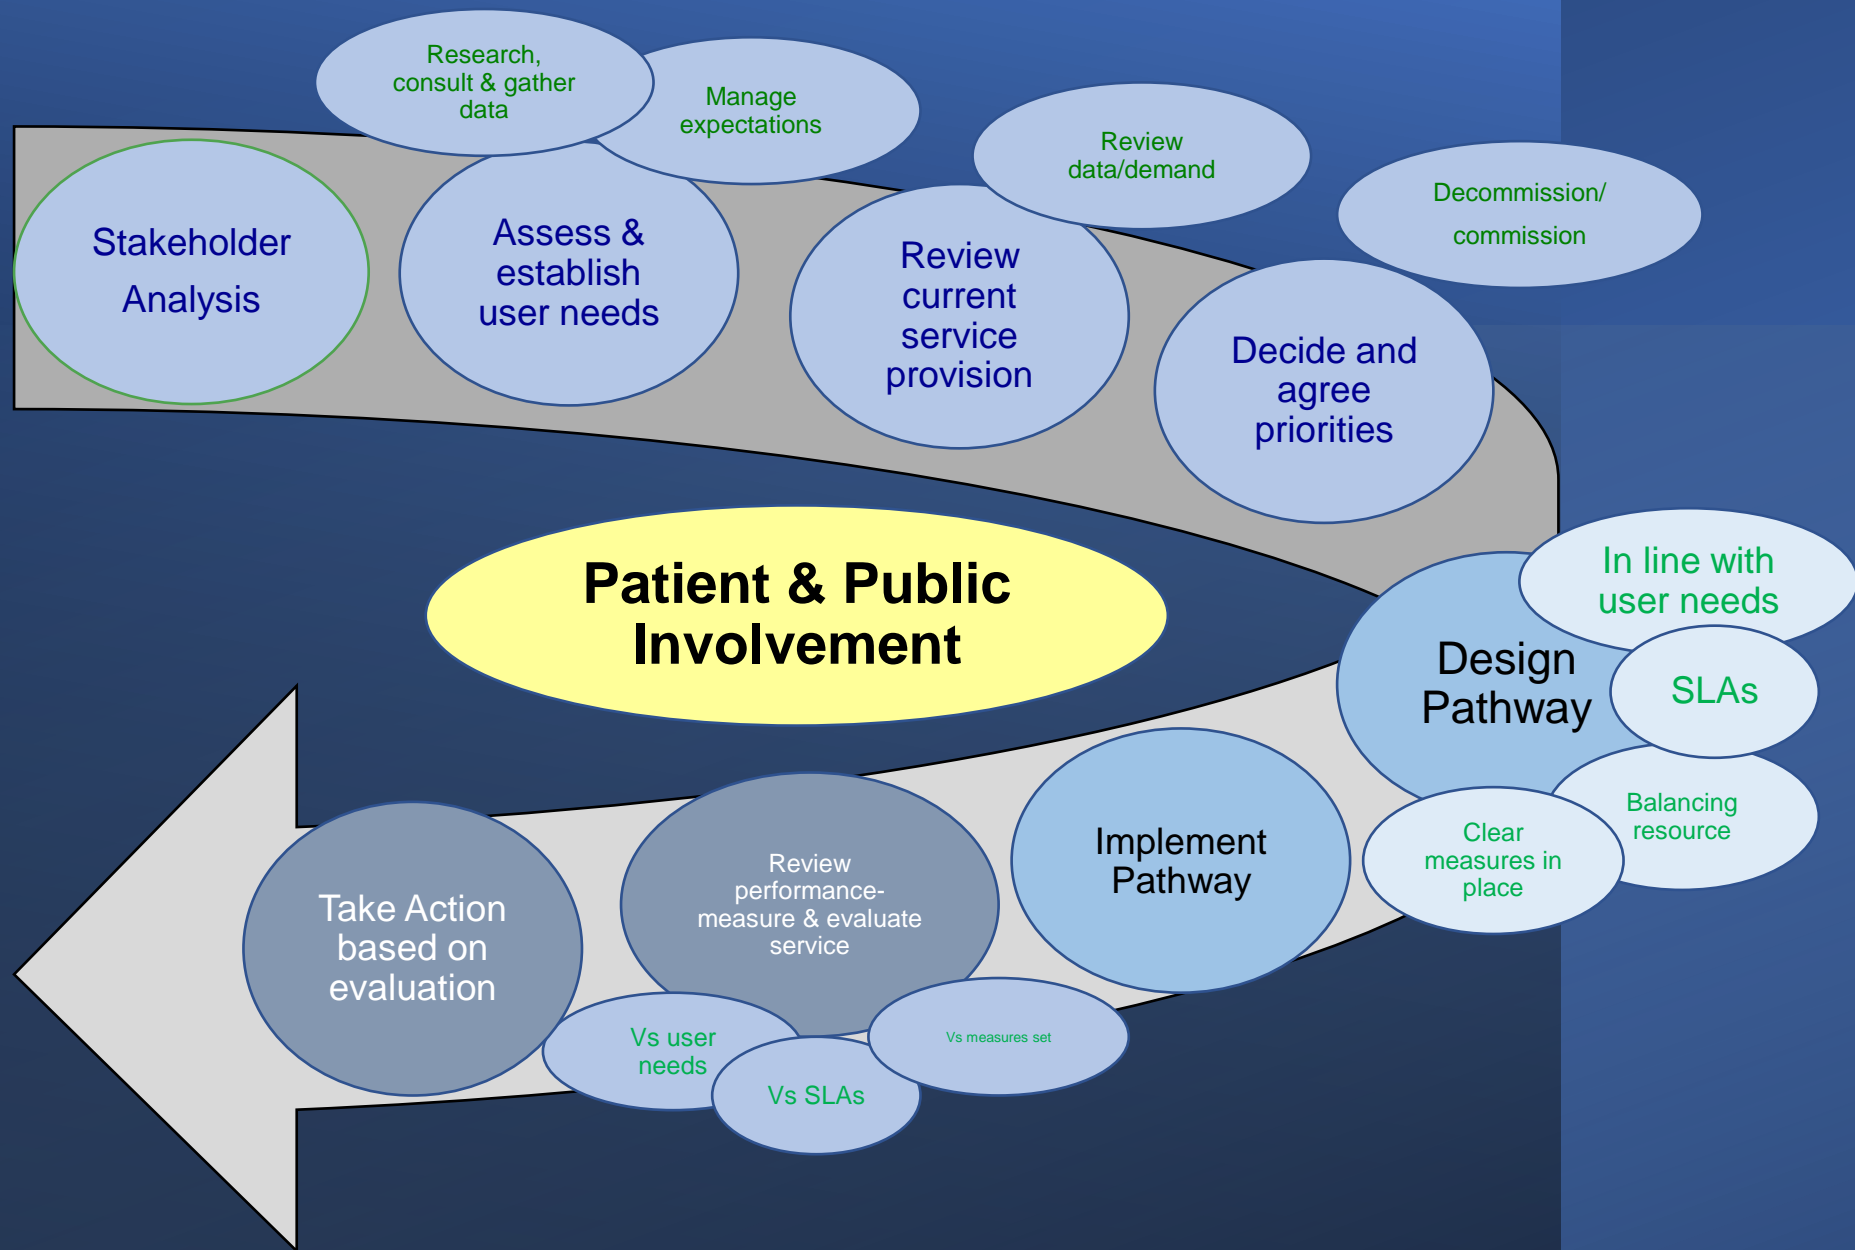 Research,
consult & gather
data
Manage
expectations
Review
data/demand
Decommission/
commission
Stakeholder
Analysis
Assess &
establish
user needs
Review
current
service
provision
Decide and
agree
priorities
Patient & Public
Involvement
In line with
user needs
Design
Pathway
SLAs
Balancing
resource
Clear
measures in
place
Implement
Pathway
Review
performance-
measure & evaluate
service
Take Action
based on
evaluation
Vs user
needs
Vs SLAs
Vs measures set